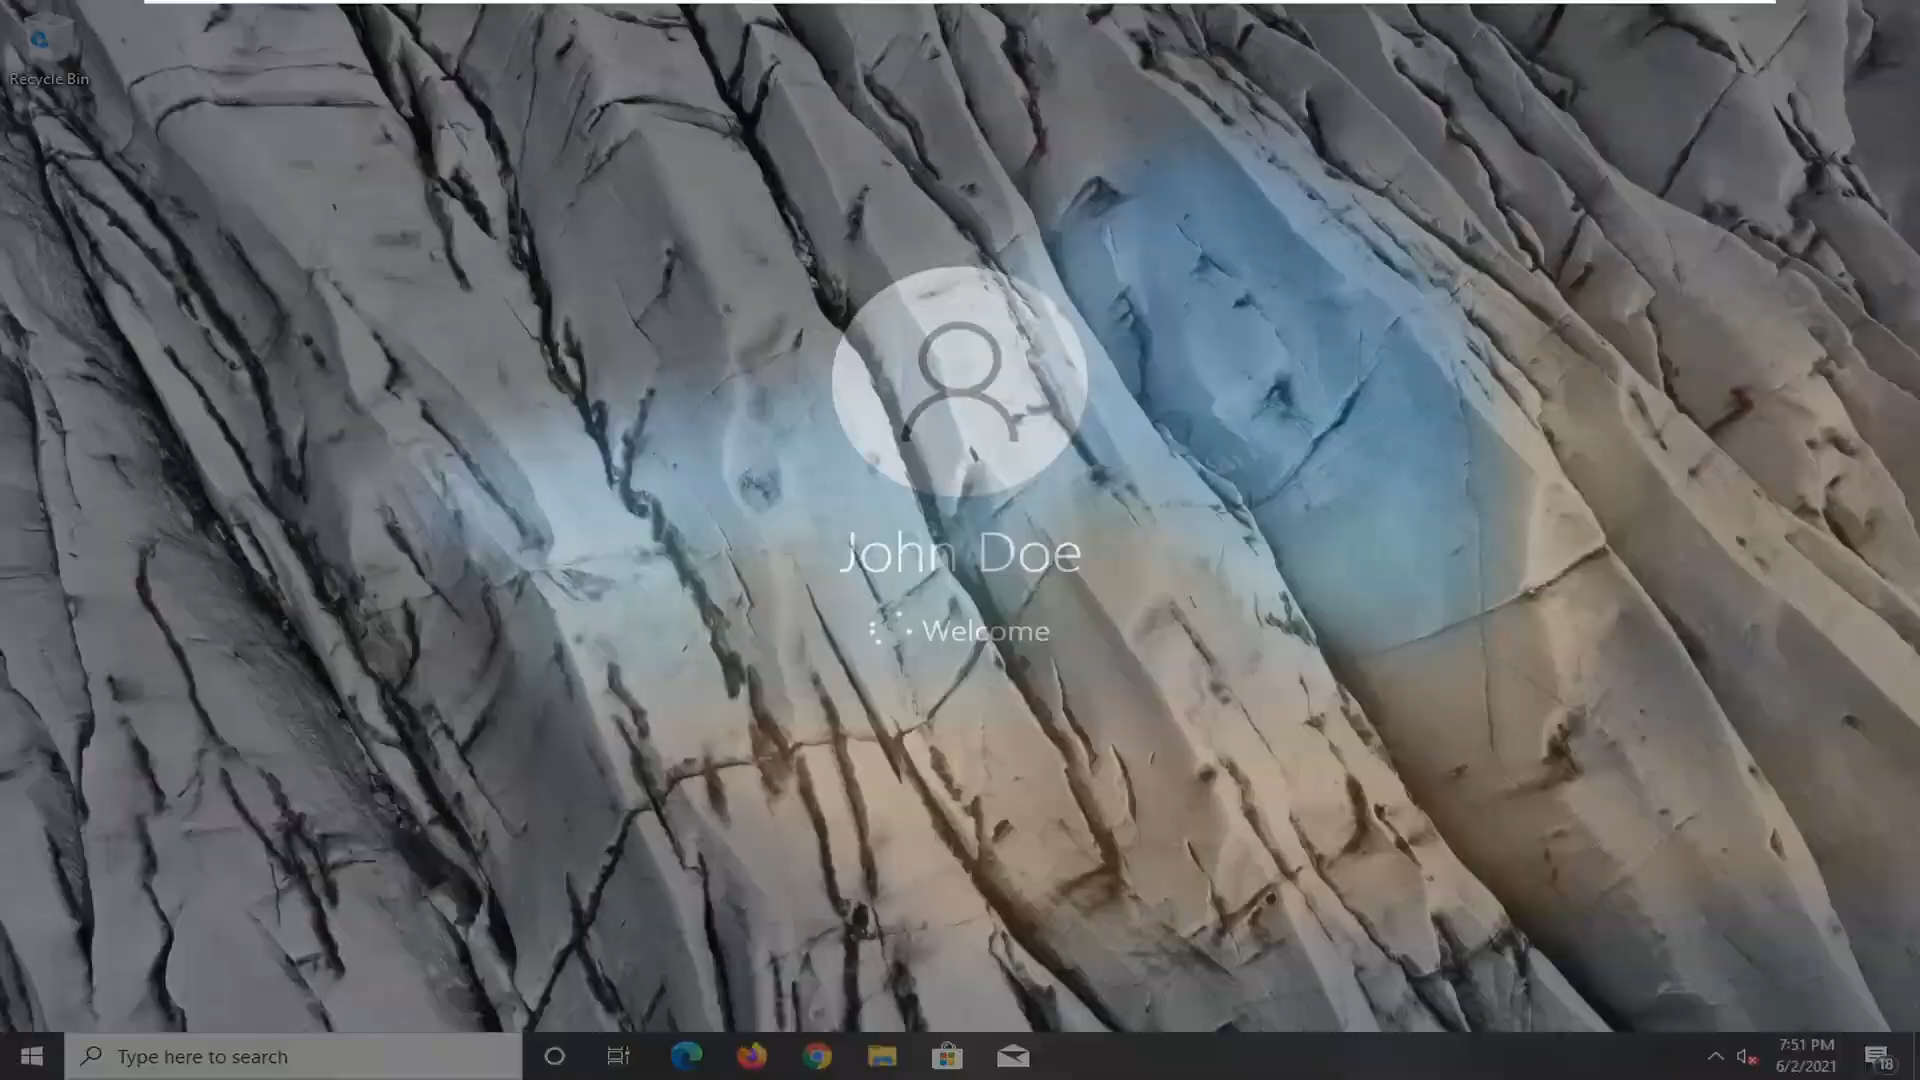 Recycle Bin
John Doe
Welcome
Type here to search
7:51 PM
6/2/2021
18